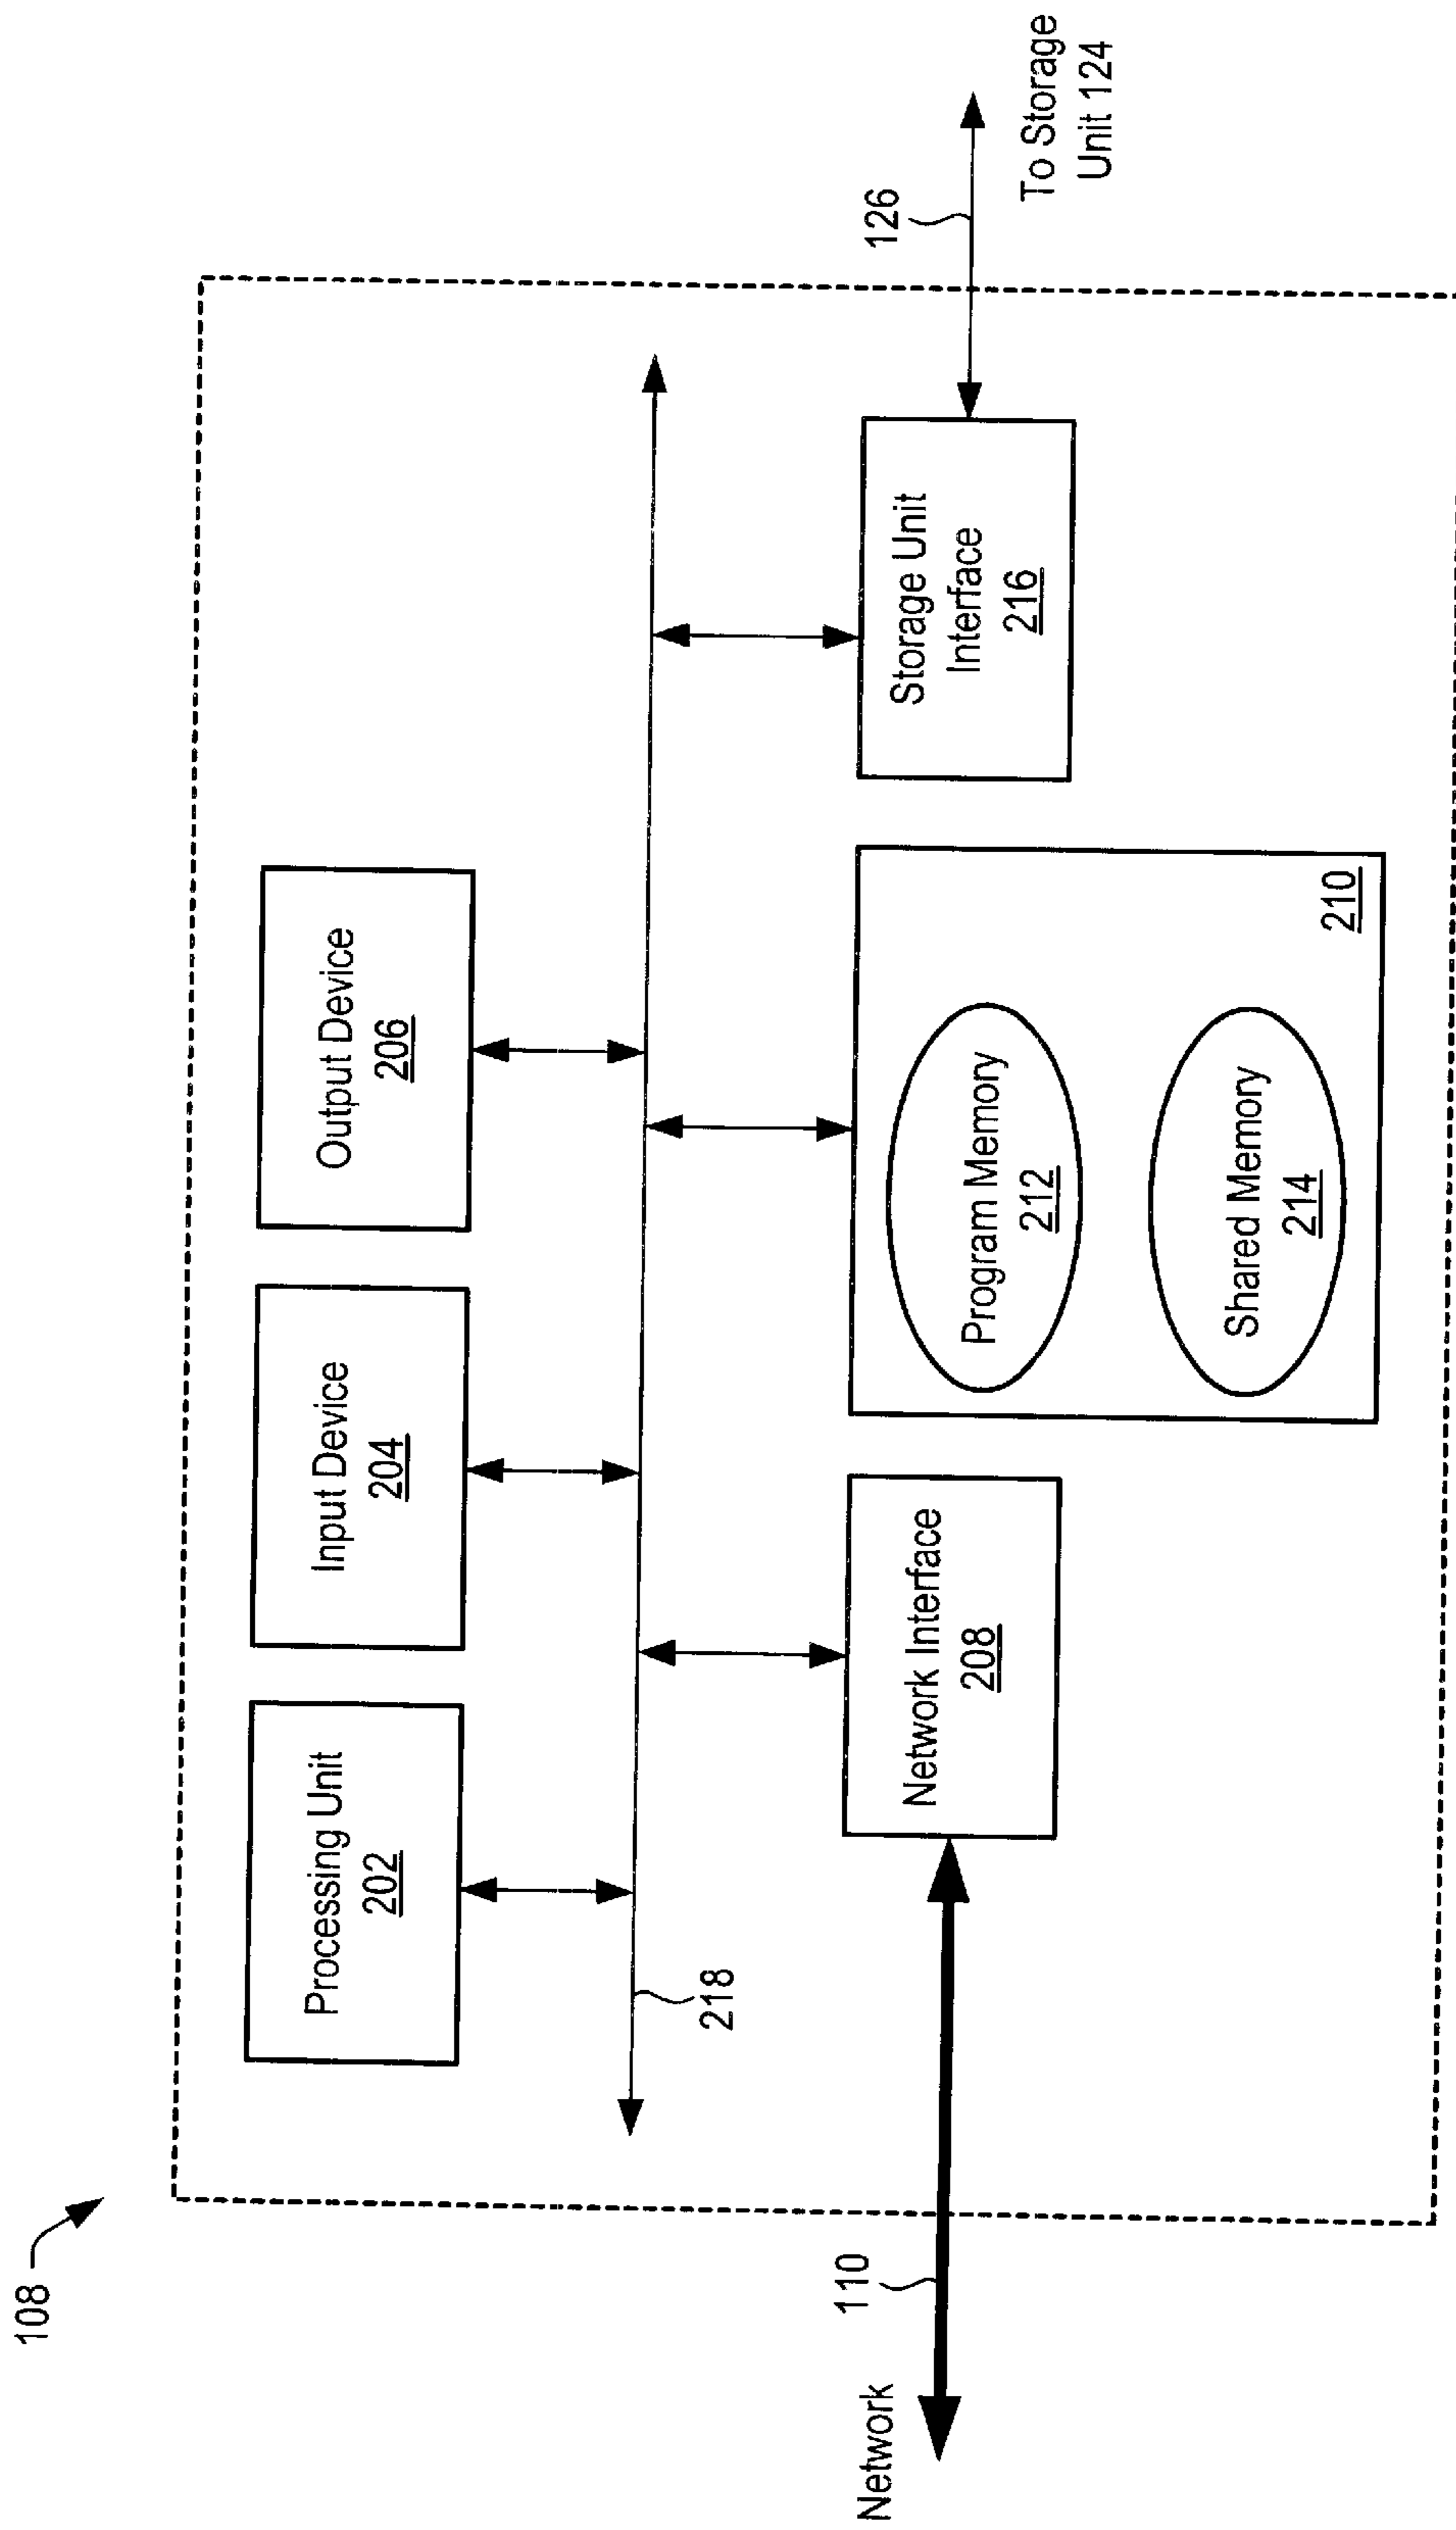 108
Processing Unit
202
Input Device
204
Output Device
206
218
Network
110
Network Interface
208
Program Memory
212
Shared Memory
214
210
Storage Unit
Interface
216
126
To Storage
Unit 124